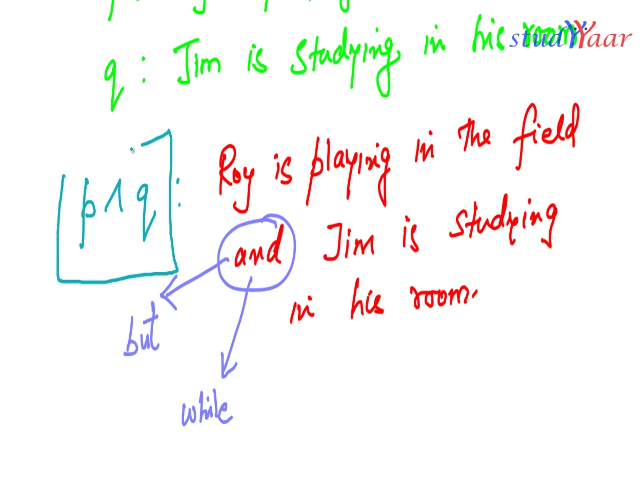 q : Jim is studying in his room
studYYaar
p ∧ q : Roy is playing in the field
and Jim is studying
in his room.
but
while